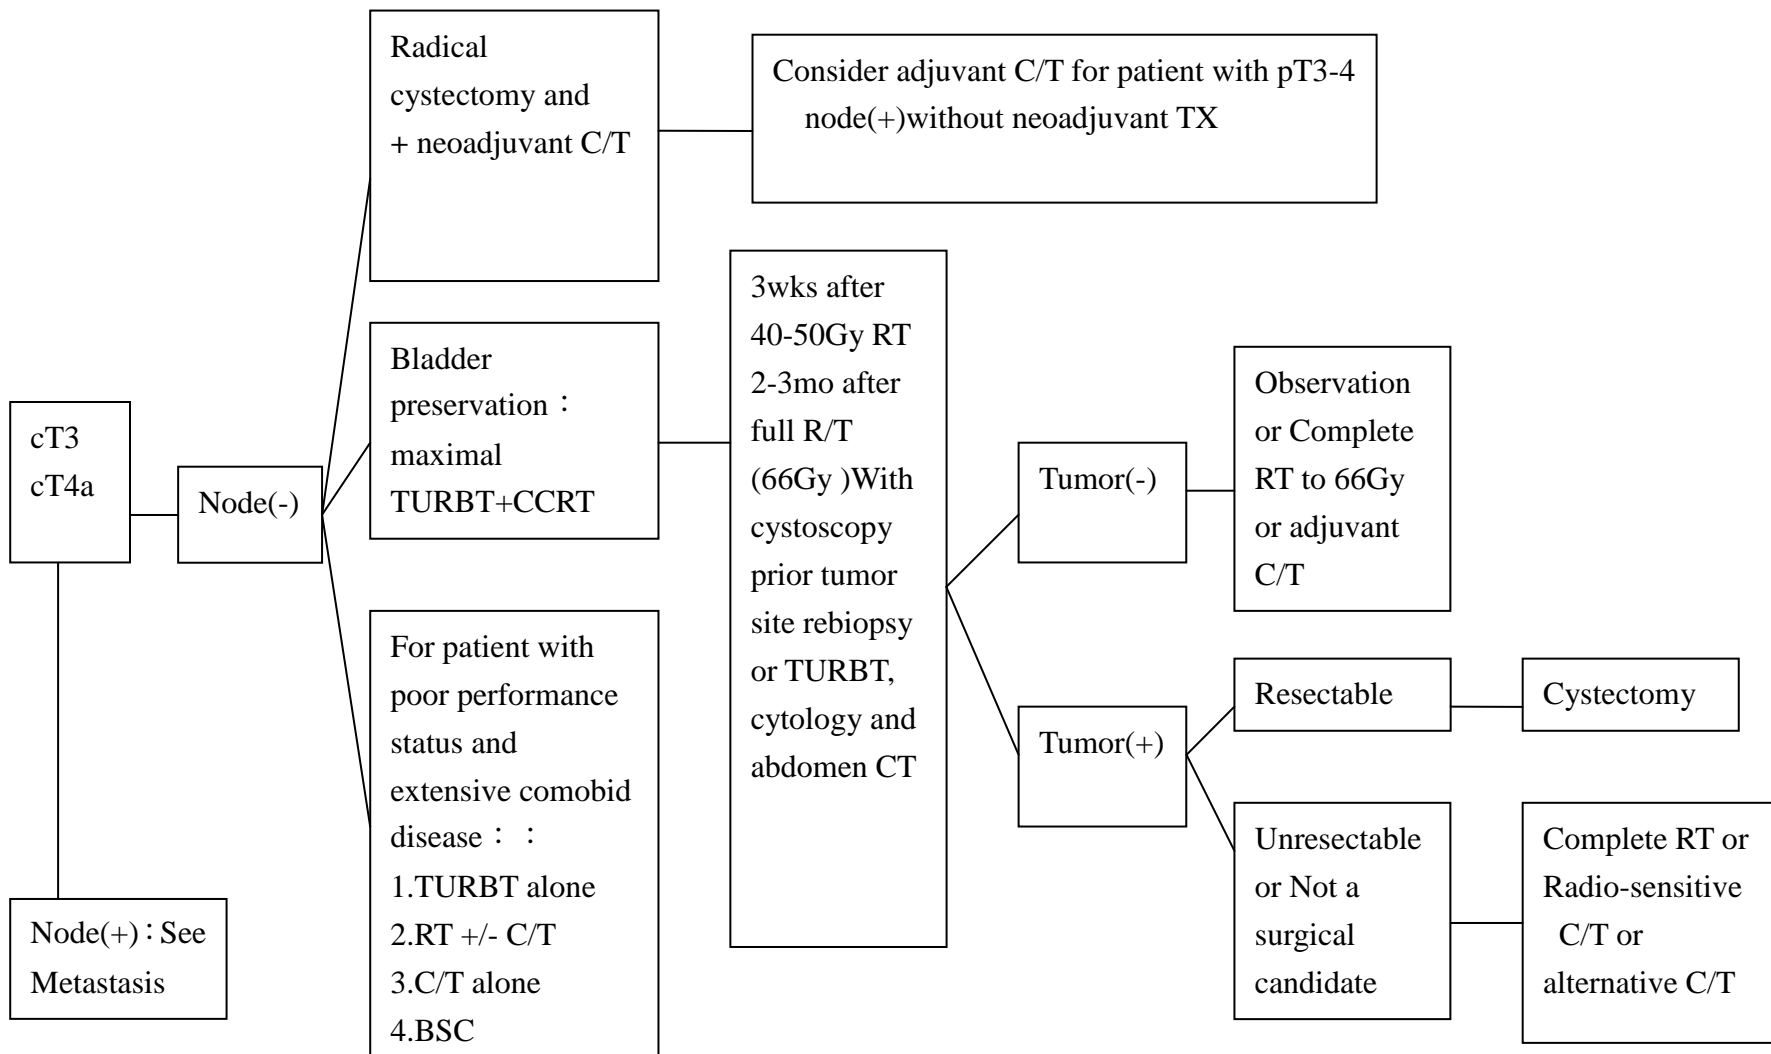 cT3
cT4a
Node(-)
Node(+)：See
Metastasis
Radical
cystectomy and
+ neoadjuvant C/T
Consider adjuvant C/T for patient with pT3-4
node(+)without neoadjuvant TX
Bladder
preservation：
maximal
TURBT+CCRT
For patient with
poor performance
status and
extensive comobid
disease：：
1.TURBT alone
2.RT +/- C/T
3.C/T alone
4.BSC
3wks after
40-50Gy RT
2-3mo after
full R/T
(66Gy )With
cystoscopy
prior tumor
site rebiopsy
or TURBT,
cytology and
abdomen CT
Tumor(-)
Observation
or Complete
RT to 66Gy
or adjuvant
C/T
Tumor(+)
Resectable
Cystectomy
Unresectable
or Not a
surgical
candidate
Complete RT or
Radio-sensitive
C/T or
alternative C/T